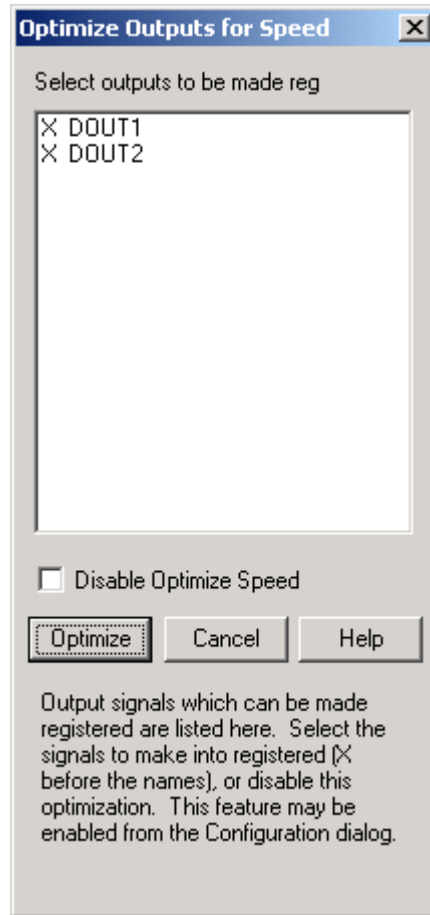 Optimize Outputs for Speed
Select outputs to be made reg
X DOUT1
X DOUT2
Disable Optimize Speed
Optimize
Cancel
Help
Output signals which can be made
registered are listed here. Select the
signals to make into registered (X
before the names), or disable this
optimization. This feature may be
enabled from the Configuration dialog.